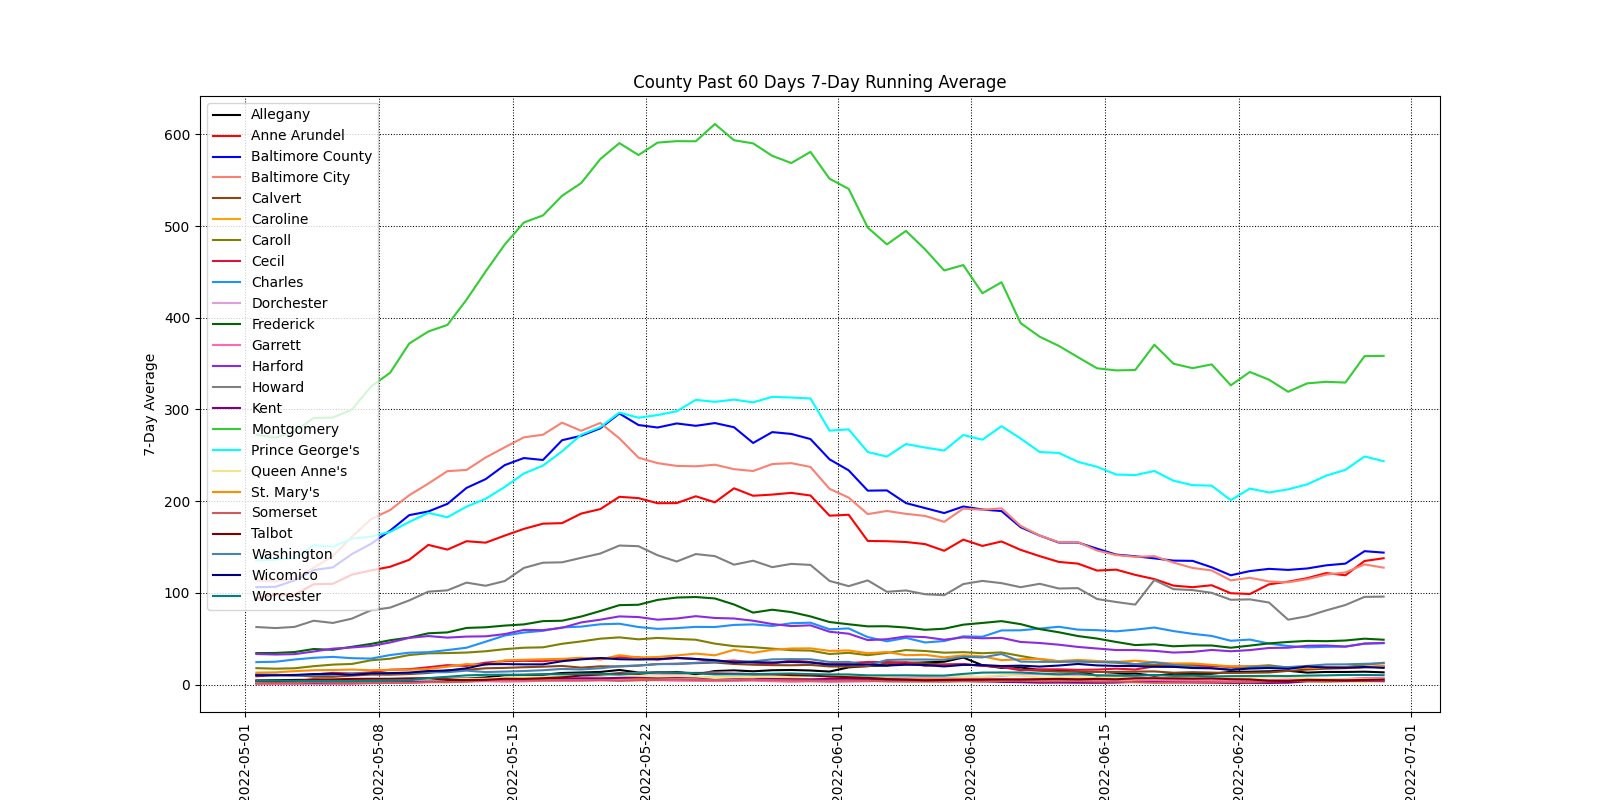 County Past 60 Days 7-Day Running Average
7-Day Average
600
500
400
300
200
100
0
Allegany
Anne Arundel
Baltimore County
Baltimore City
Calvert
Caroline
Caroll
Cecil
Charles
Dorchester
Frederick
Garrett
Harford
Howard
Kent
Montgomery
Prince George's
Queen Anne's
St. Mary's
Somerset
Talbot
Washington
Wicomico
Worcester
2022-05-01
2022-05-08
2022-05-15
2022-05-22
2022-06-01
2022-06-08
2022-06-15
2022-06-22
2022-07-01